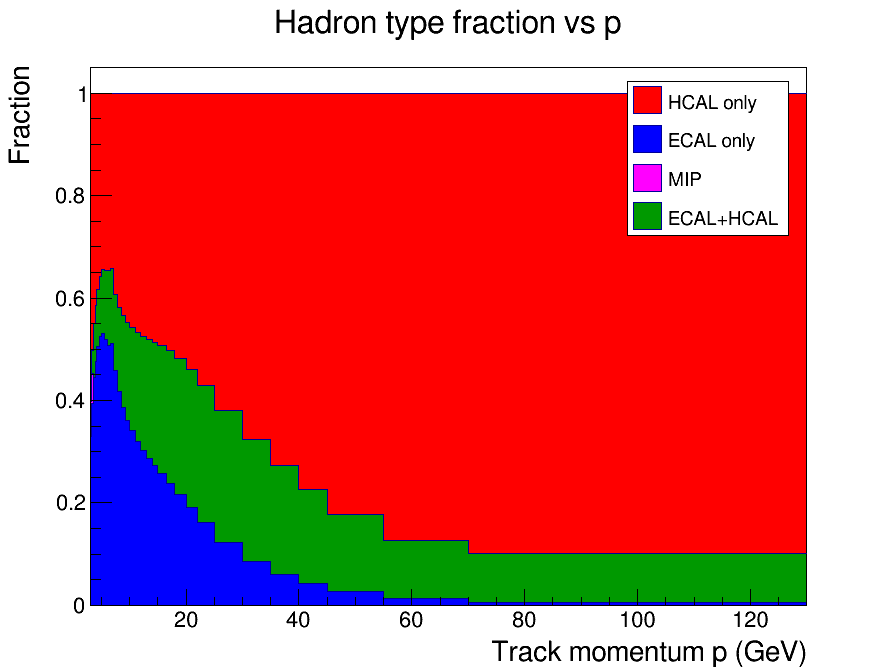 Hadron type fraction vs p
Fraction
1
0.8
0.6
0.4
0.2
0
HCAL only
ECAL only
MIP
ECAL+HCAL
20 40 60 80 100 120
Track momentum p (GeV)